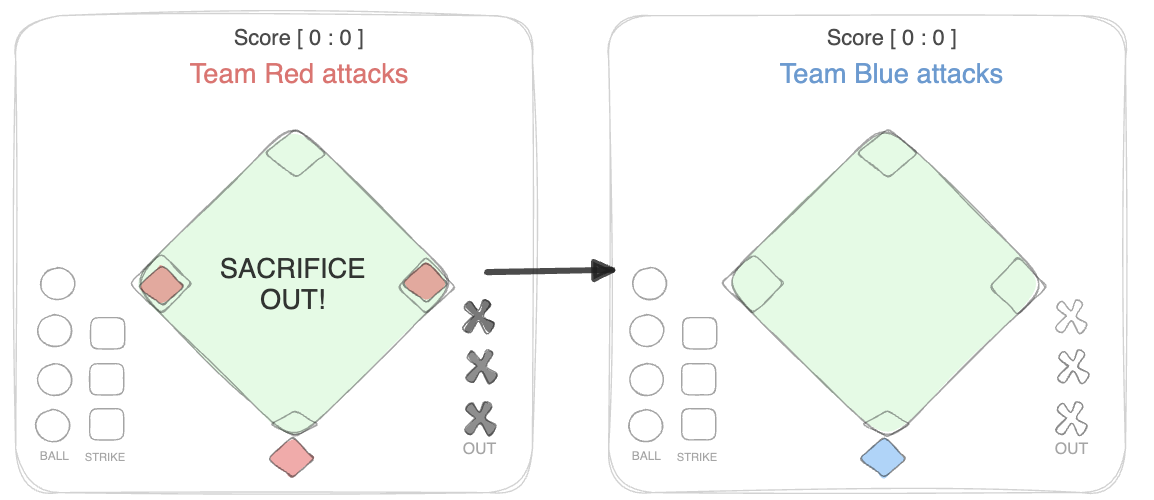 Score [ 0 : 0 ]
Team Red attacks
SACRIFICE
OUT!
BALL
STRIKE
OUT
Score [ 0 : 0 ]
Team Blue attacks
BALL
STRIKE
OUT